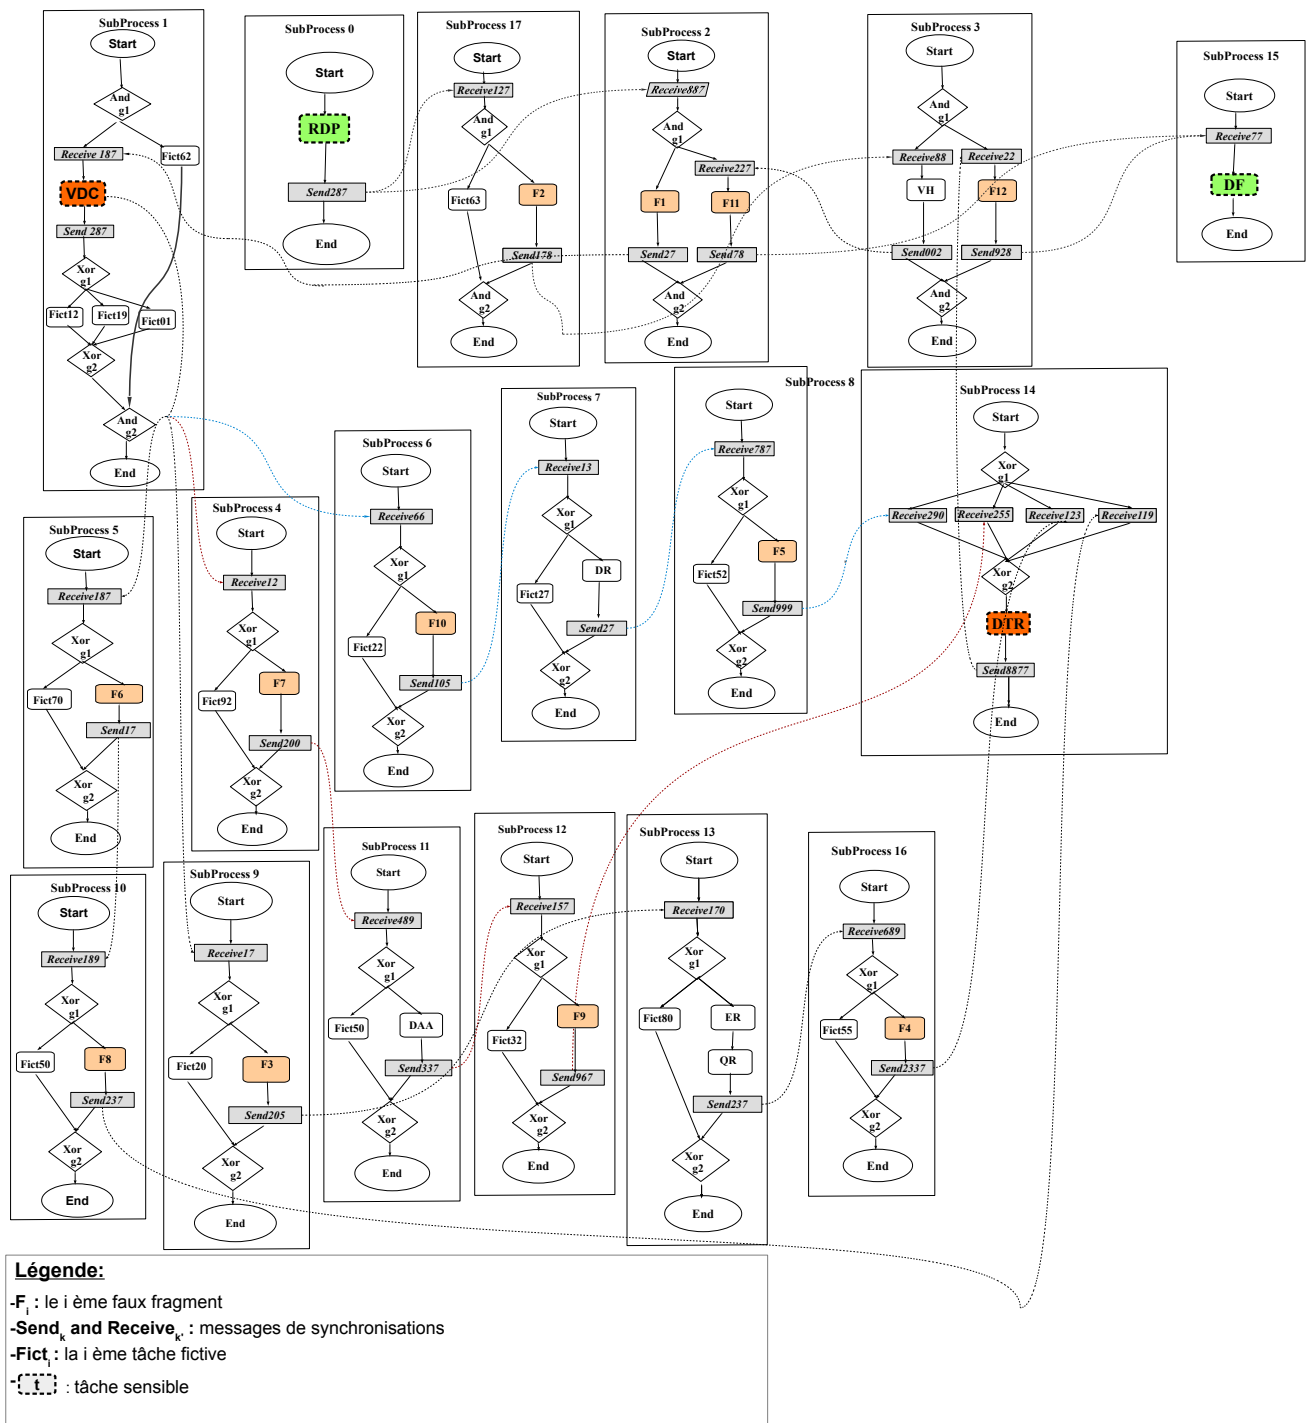 SubProcess 1
Start
And
g1
Receive 187
Fict62
VDC
Send 287
Xor
g1
Fict12
Fict19
Fict01
Xor
g2
And
g2
End
SubProcess 0
Start
RDP
Send287
End
SubProcess 17
Start
Receive127
And
g1
Fict63
F2
Send178
And
g2
End
SubProcess 2
Start
Receive887
And
g1
Receive227
F1
F11
Send27
Send78
And
g2
End
SubProcess 3
Start
And
g1
Receive88
Receive22
VH
F12
Send002
Send928
And
g2
End
SubProcess 15
Start
Receive77
DF
Send87
End
SubProcess 5
Start
Receive187
Xor
g1
Fict70
F6
Send17
Xor
g2
End
SubProcess 4
Start
Receive12
Xor
g1
Fict92
F7
Send200
Xor
g2
End
SubProcess 6
Start
Receive66
Xor
g1
Fict22
F10
Send105
Xor
g2
End
SubProcess 7
Start
Receive13
Xor
g1
Fict27
DR
Send27
Xor
g2
End
SubProcess 8
Start
Receive787
Xor
g1
Fict52
F5
Send999
Xor
g2
End
SubProcess 14
Start
Xor
g1
Receive290
Receive255
Receive123
Receive119
Xor
g2
DTR
Send8877
End
SubProcess 10
Start
Receive189
Xor
g1
Fict50
F8
Send237
Xor
g2
End
SubProcess 9
Start
Receive17
Xor
g1
Fict20
F3
Send205
Xor
g2
End
SubProcess 11
Start
Receive489
Xor
g1
Fict50
DAA
Send337
Xor
g2
End
SubProcess 12
Start
Receive157
Xor
g1
Fict32
F9
Send967
Xor
g2
End
SubProcess 13
Start
Receive170
Xor
g1
Fict80
ER
QR
Send237
Xor
g2
End
SubProcess 16
Start
Receive689
Xor
g1
Fict55
F4
Send2337
Xor
g2
End
Légende:
-Fi : le i ème faux fragment
-Sendk and Receivek' : messages de synchronisations
-Ficti : la i ème tâche fictive
- t : tâche sensible